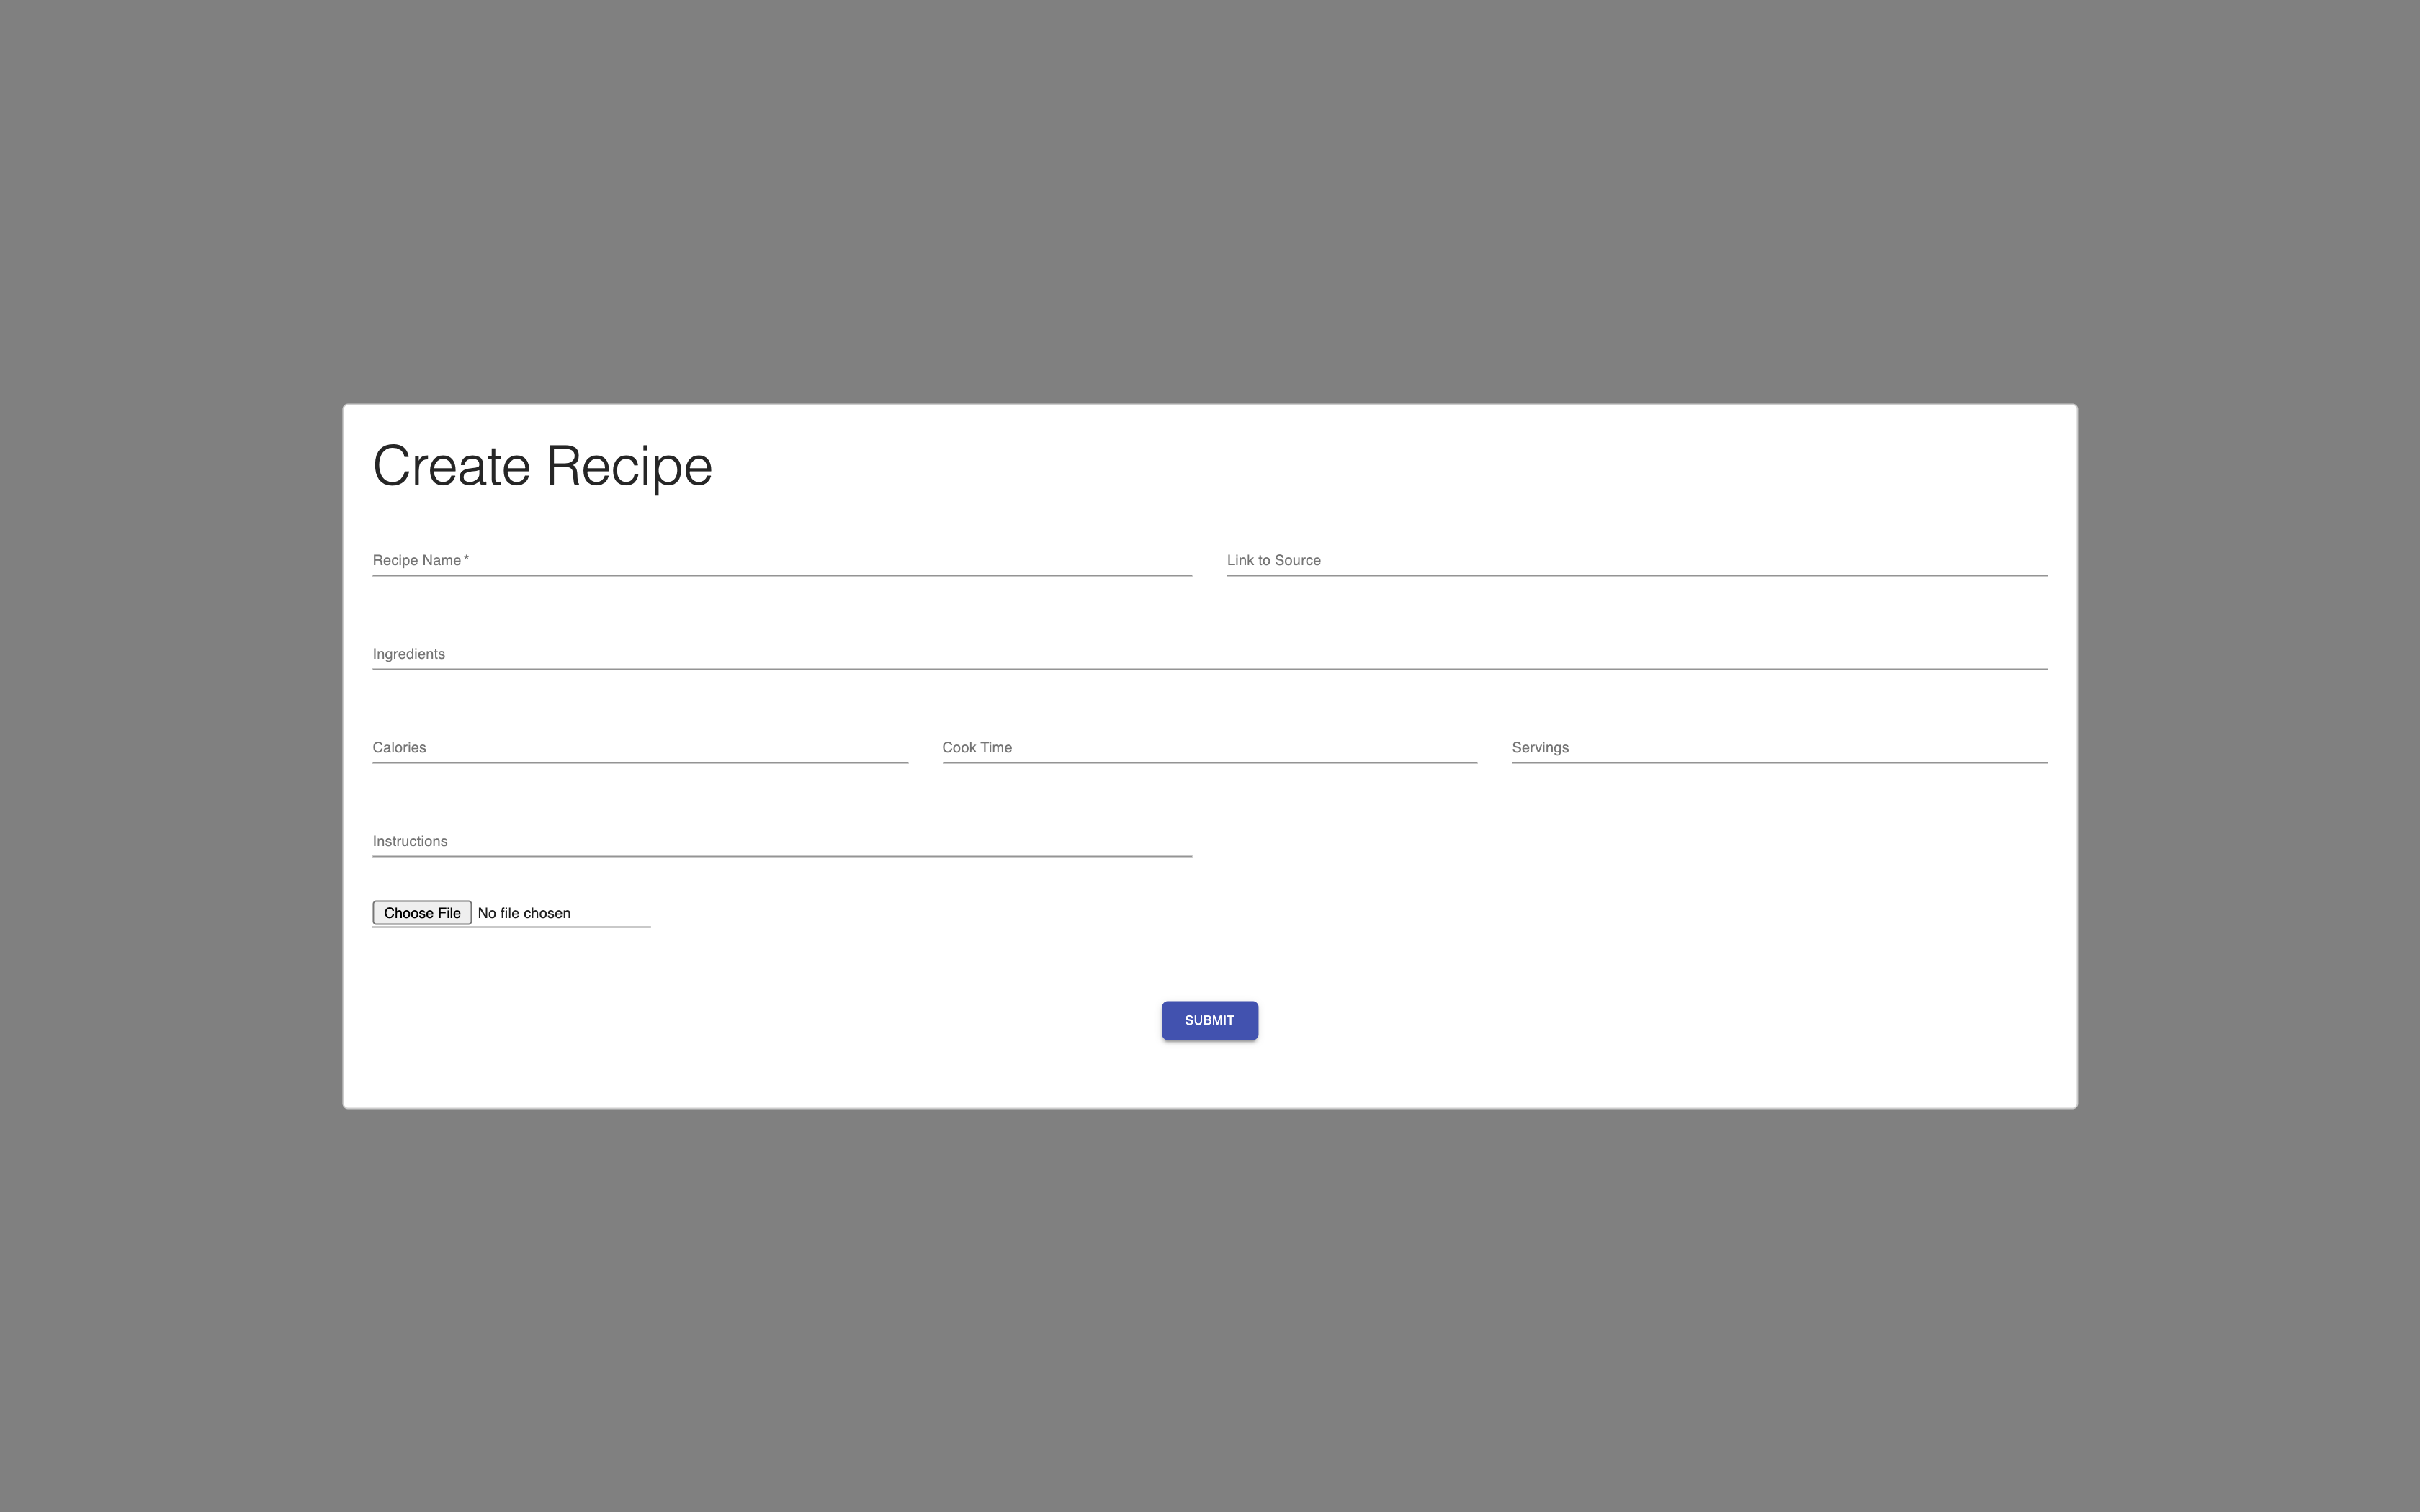 Create Recipe
Recipe Name *
Link to Source
Ingredients
Calories
Cook Time
Servings
Instructions
Choose File No file chosen
SUBMIT